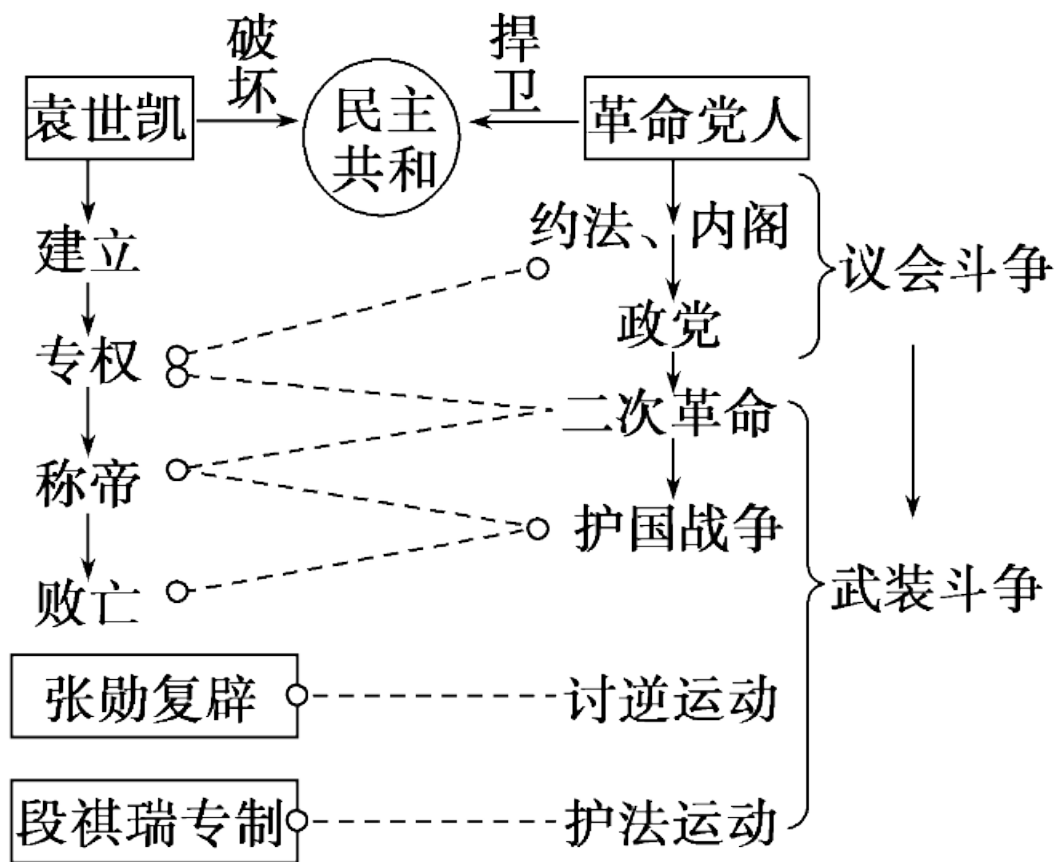 破坏
捍卫
袁世凯
民主
共和
革命党人
建立
约法、内阁
议会斗争
政党
专权
二次革命
称帝
护国战争
败亡
武装斗争
张勋复辟
讨逆运动
段祺瑞专制
护法运动